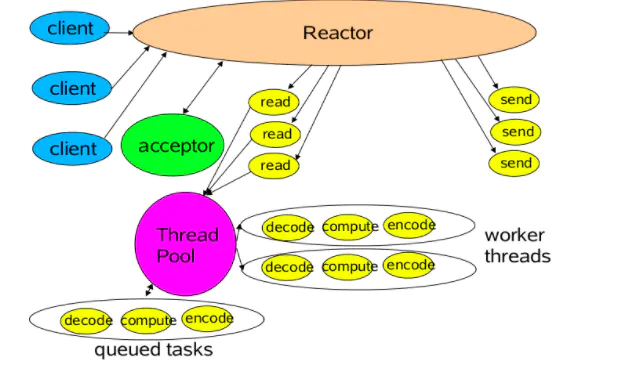 client
Reactor
client
read
send
client
acceptor
read
send
read
send
Thread
Pool
decode compute encode
worker
threads
decode compute encode
decode compute encode
queued tasks